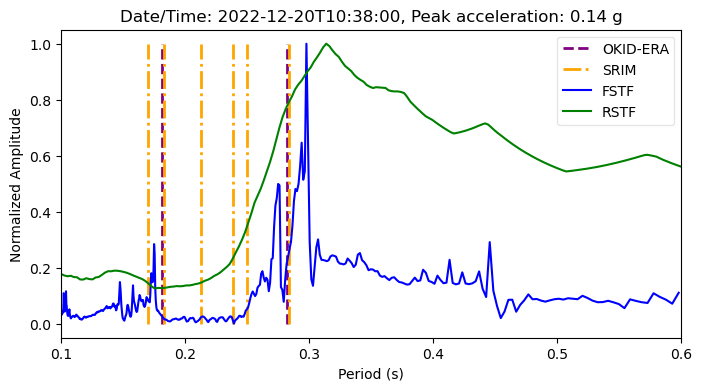 Date/Time: 2022-12-20T10:38:00, Peak acceleration: 0.14 g
Normalized Amplitude
1.0
0.8
0.6
0.4
0.2
0.0
OKID-ERA
SRIM
FSTF
RSTF
0.1 0.2 0.3 0.4 0.5 0.6
Period (s)